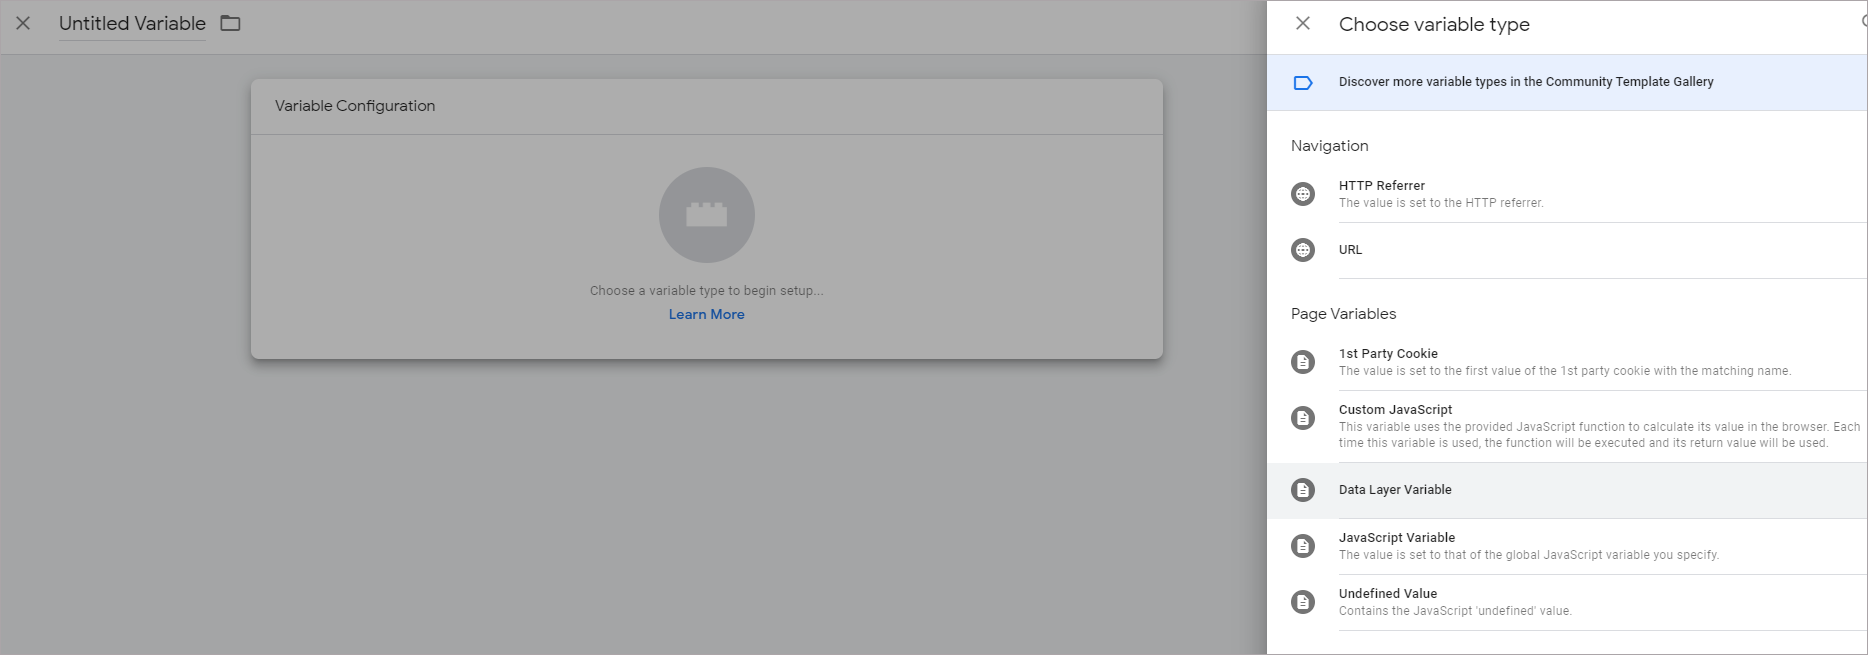 Untitled Variable
Variable Configuration
Choose a variable type to begin setup...
Learn More
Choose variable type
Discover more variable types in the Community Template Gallery
Navigation
HTTP Referrer
The value is set to the HTTP referrer.
URL
Page Variables
1st Party Cookie
The value is set to the first value of the 1st party cookie with the matching name.
Custom JavaScript
This variable uses the provided JavaScript function to calculate its value in the browser. Each
time this variable is used, the function will be executed and its return value will be used.
Data Layer Variable
JavaScript Variable
The value is set to that of the global JavaScript variable you specify.
Undefined Value
Contains the JavaScript 'undefined' value.